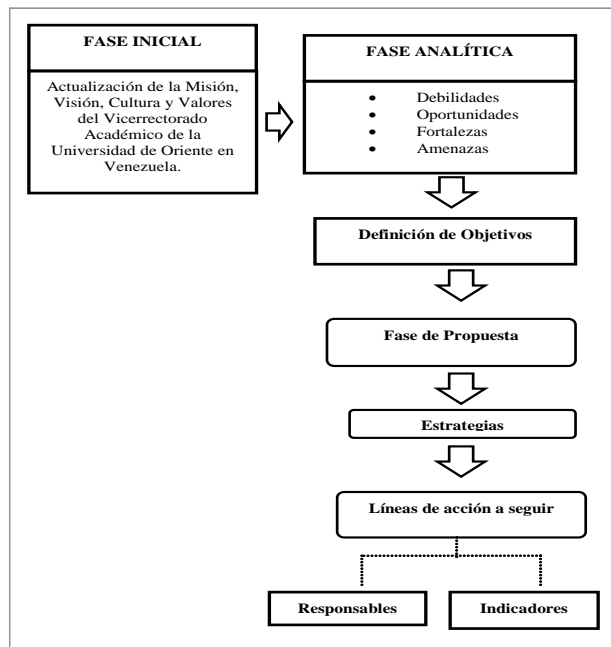 FASE INICIAL
Actualización de la Misión,
Visión, Cultura y Valores
del Vicerrectorado
Académico de la
Universidad de Oriente en
Venezuela.
FASE ANALÍTICA
• Debilidades
• Oportunidades
• Fortalezas
• Amenazas
Definición de Objetivos
Fase de Propuesta
Estrategias
Líneas de acción a seguir
Responsables
Indicadores